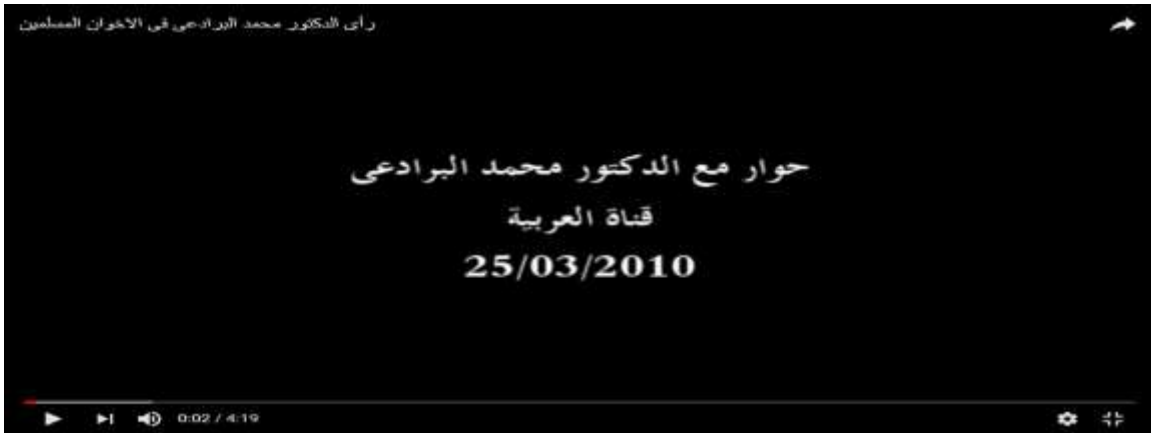 رأى الدكتور محمد البرادعى فى الاخوان المسلمين
حوار مع الدكتور محمد البرادعى
قناة العربية
25/03/2010
0:02 / 4:19